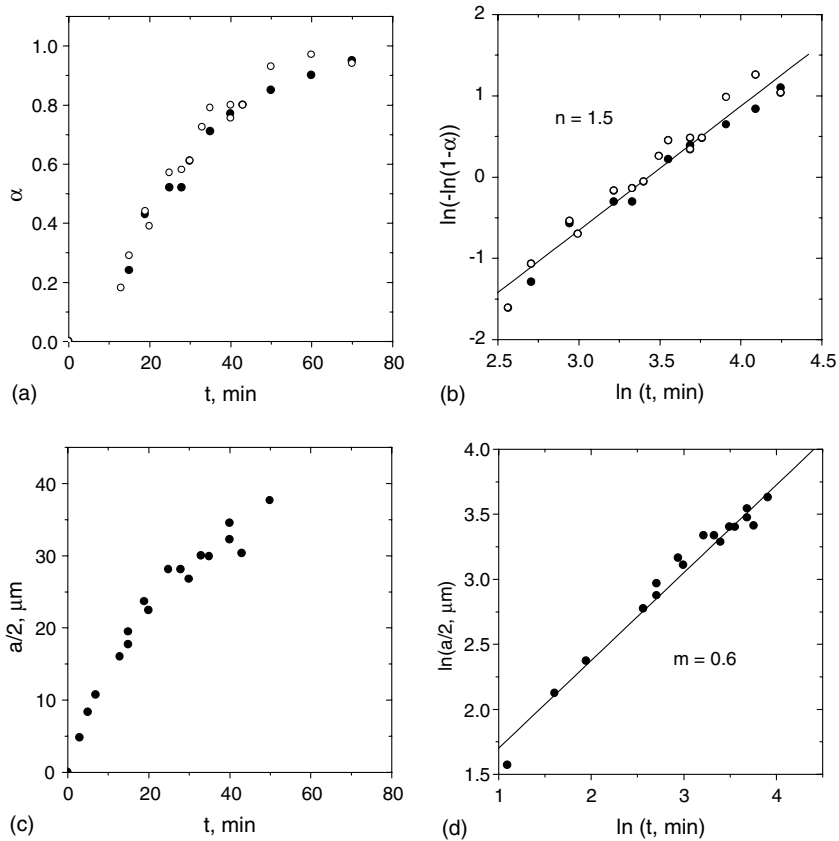 1.0
0.8
0.6
0.4
0.2
0.0
α
0 20 40 60 80
t, min
(a)
2
1
0
-1
-2
ln(-ln(1-α))
n = 1.5
2.5 3.0 3.5 4.0 4.5
ln (t, min)
(b)
40
30
20
10
0
a/2, μm
0 20 40 60 80
t, min
(c)
4.0
3.5
3.0
2.5
2.0
1.5
ln(a/2, μm)
m = 0.6
1 2 3 4
ln (t, min)
(d)